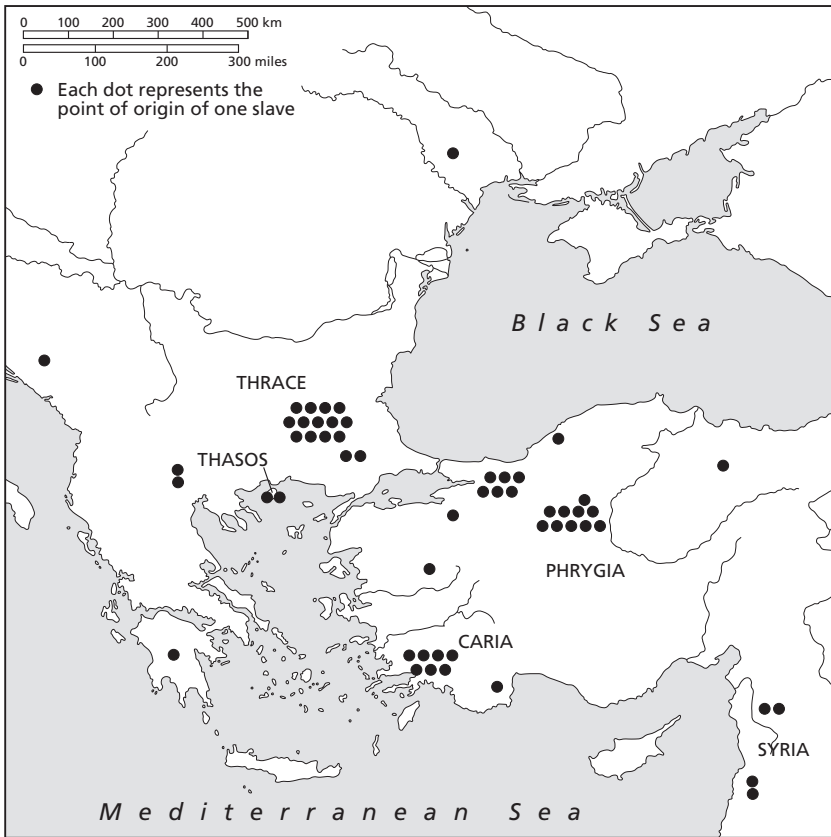 0 100 200 300 400 500 km
0 100 200 300 miles
Each dot represents the
point of origin of one slave
Black Sea
THRACE
THASOS
PHRYGIA
CARIA
SYRIA
Mediterranean Sea